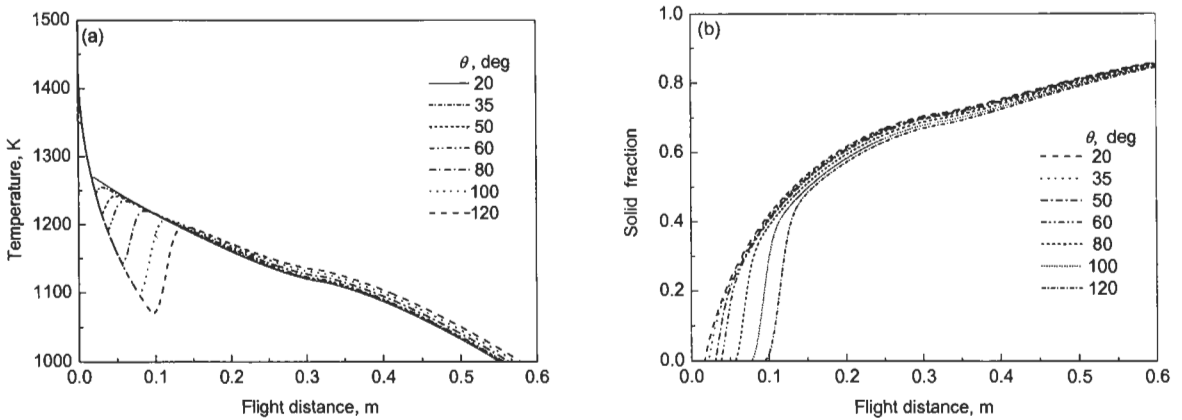 (a)
1500
1400
1300
1200
1100
1000
Temperature, K
0.0 0.1 0.2 0.3 0.4 0.5 0.6
Flight distance, m
θ, deg
20
35
50
60
80
100
120
(b)
1.0
0.8
0.6
0.4
0.2
0.0
Solid fraction
0.0 0.1 0.2 0.3 0.4 0.5 0.6
Flight distance, m
θ, deg
20
35
50
60
80
100
120